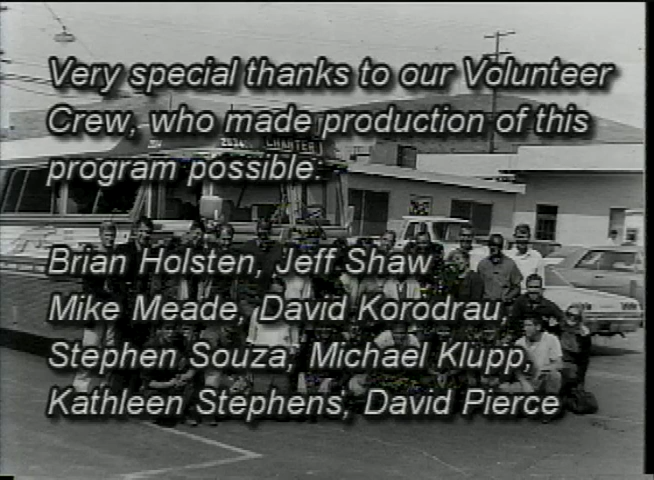 Very special thanks to our Volunteer
Crew, who made production of this
program possible:
CHARTER
Brian Holsten, Jeff Shaw
Mike Meade, David Korodrau,
Stephen Souza, Michael Klupp,
Kathleen Stephens, David Pierce